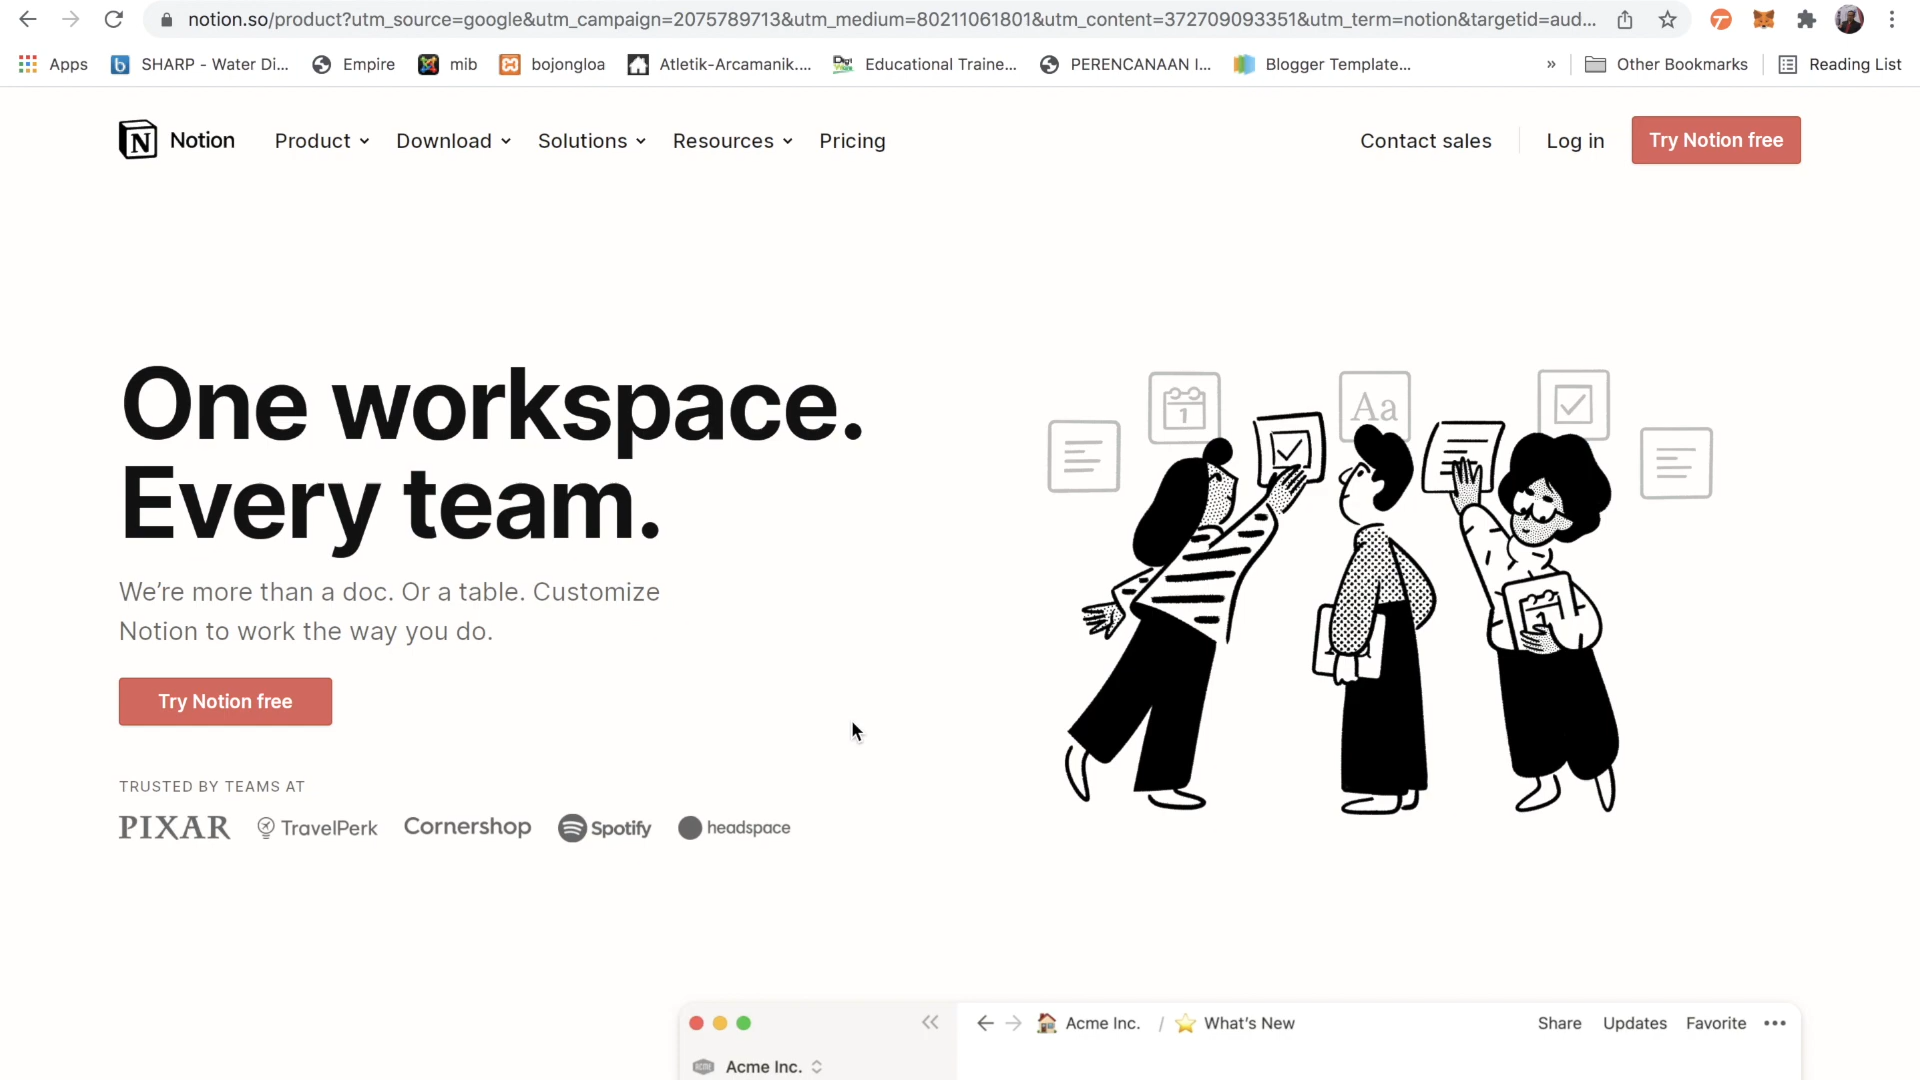 notion.so/product?utm_source=google&utm_campaign=2075789713&utm_medium=80211061801&utm_content=372709093351&utm_term=notion&targetid=aud...
Apps SHARP - Water Di... Empire mib bojongloa Atletik-Arcamanik.... Educational Traine... PERENCANAAN I... Blogger Template... » Other Bookmarks Reading List
Notion Product Download Solutions Resources Pricing Contact sales Log in Try Notion free
One workspace.
Every team.
We're more than a doc. Or a table. Customize
Notion to work the way you do.
Try Notion free
TRUSTED BY TEAMS AT
PIXAR TravelPerk Cornershop Spotify headspace
1
Aa
Acme Inc. / What's New Share Updates Favorite
Acme Inc.